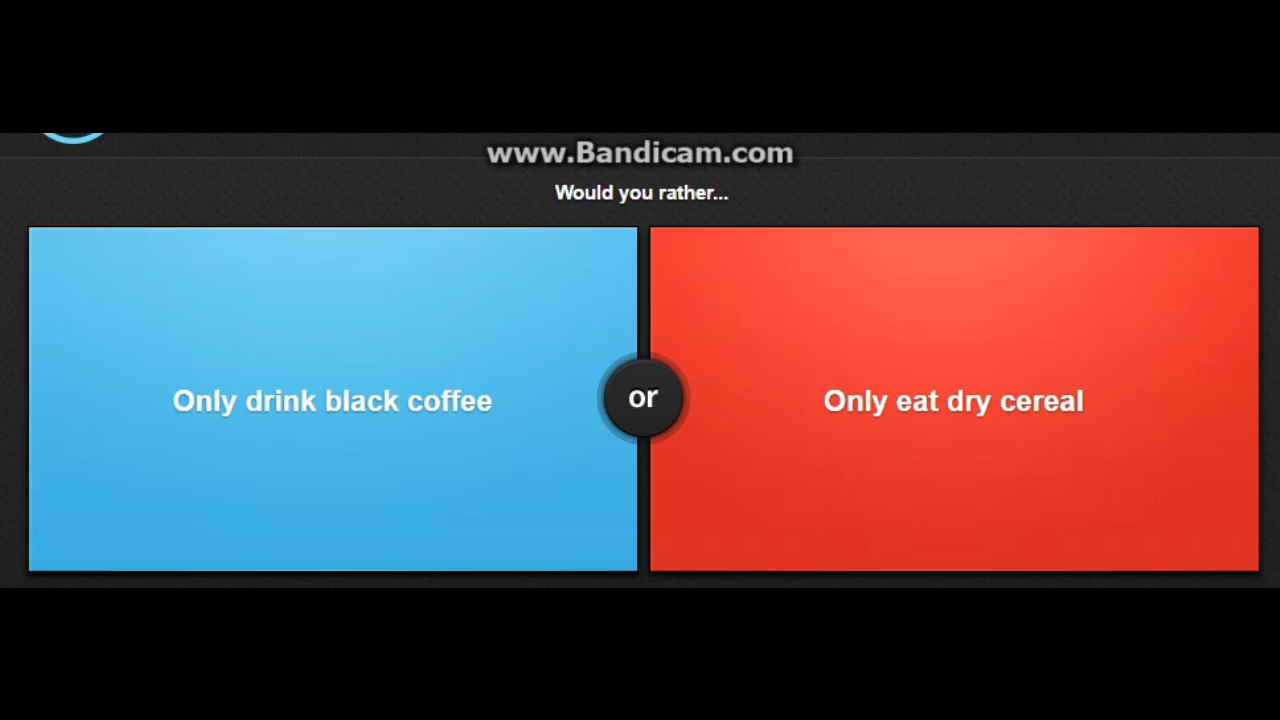 www.Bandicam.com
Would you rather...
Only drink black coffee
or
Only eat dry cereal